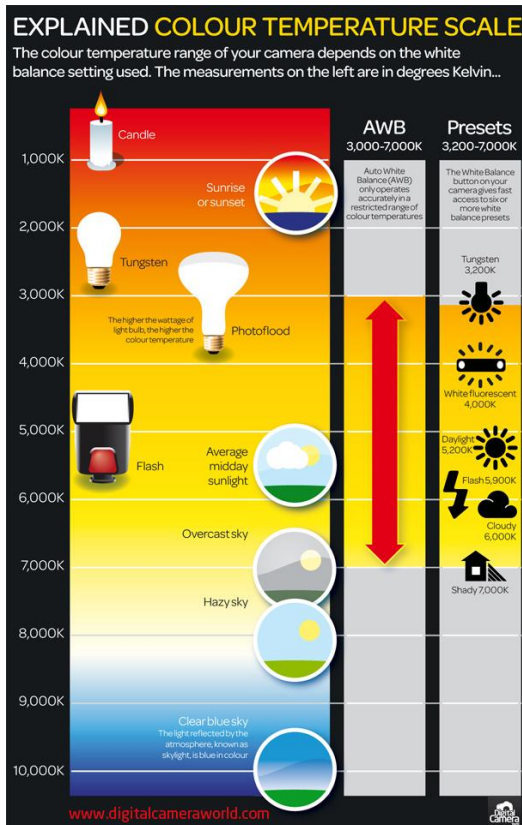 EXPLAINED COLOUR TEMPERATURE SCALE
The colour temperature range of your camera depends on the white
balance setting used. The measurements on the left are in degrees Kelvin...
Candle
1,000K
Sunrise
or sunset
2,000K
Tungsten
3,000K
The higher the wattage of
light bulb, the higher the
colour temperature
Photoflood
4,000K
5,000K
Flash
Average
midday
sunlight
6,000K
Overcast sky
7,000K
Hazy sky
8,000K
9,000K
Clear blue sky
The light reflected by the
atmosphere, known as
skylight, is blue in colour
10,000K
AWB
3,000-7,000K
Auto White
Balance (AWB)
only operates
accurately in a
restricted range of
colour temperatures
Presets
3,200-7,000K
The White Balance
button on your
camera gives fast
access to six or
more white
balance presets
Tungsten
3,200K
White fluorescent
4,000K
Daylight
5,200K
Flash 5,900K
Cloudy
6,000K
Shady 7,000K
www.digitalcameraworld.com
Digital
Camera